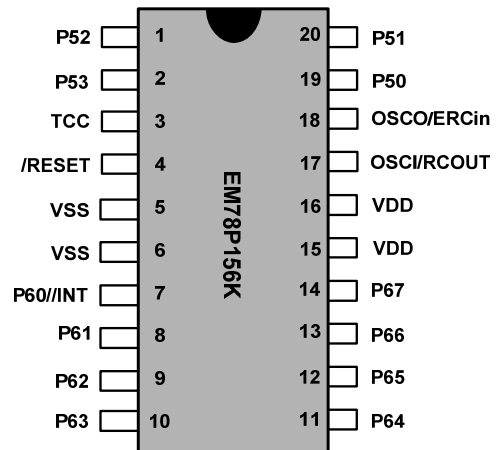 P52 1 20 P51
P53 2 19 P50
TCC 3 18 OSCO/ERCin
/RESET 4 17 OSCI/RCOUT
VSS 5 16 VDD
VSS 6 15 VDD
P60//INT 7 14 P67
P61 8 13 P66
P62 9 12 P65
P63 10 11 P64
EM78P156K